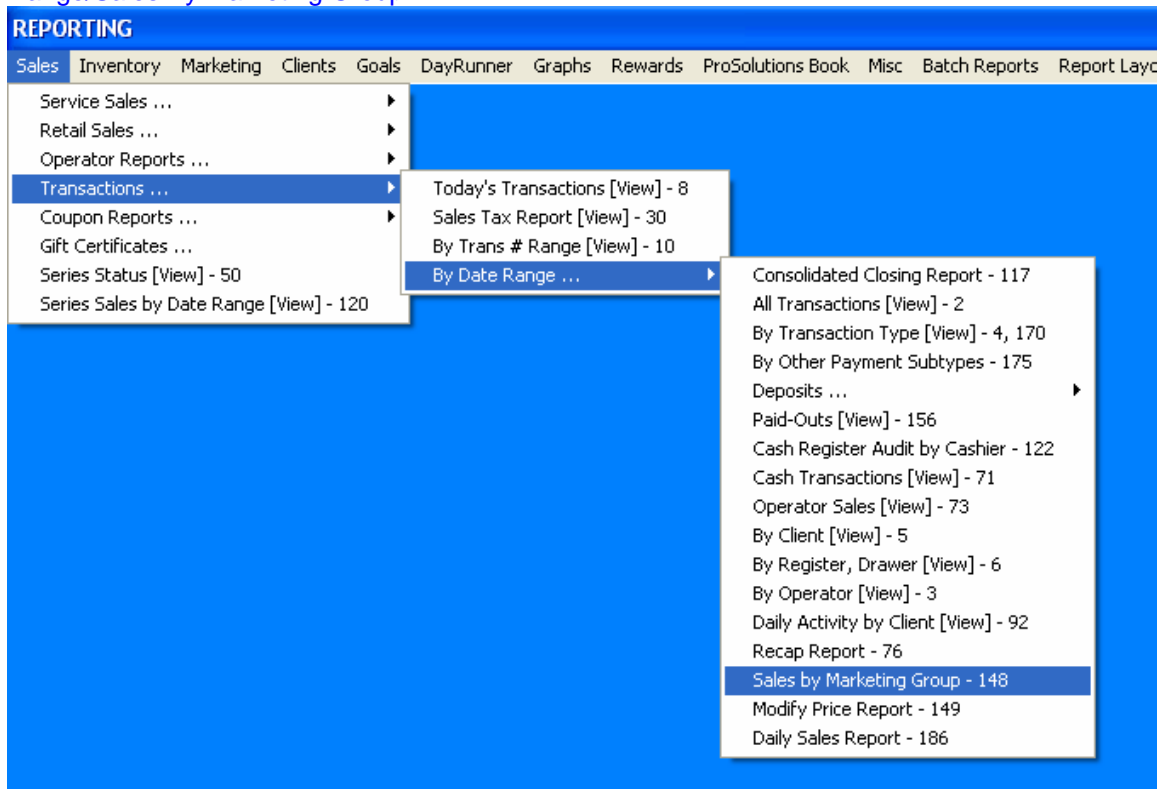 REPORTING
Sales Inventory Marketing Clients Goals DayRunner Graphs Rewards ProSolutions Book Misc Batch Reports Report Layo
Service Sales ...
Retail Sales ...
Operator Reports ...
Transactions ...
Coupon Reports ...
Gift Certificates ...
Series Status [View] - 50
Series Sales by Date Range [View] - 120
Today's Transactions [View] - 8
Sales Tax Report [View] - 30
By Trans # Range [View] - 10
By Date Range ...
Consolidated Closing Report - 117
All Transactions [View] - 2
By Transaction Type [View] - 4, 170
By Other Payment Subtypes - 175
Deposits ...
Paid-Outs [View] - 156
Cash Register Audit by Cashier - 122
Cash Transactions [View] - 71
Operator Sales [View] - 73
By Client [View] - 5
By Register, Drawer [View] - 6
By Operator [View] - 3
Daily Activity by Client [View] - 92
Recap Report - 76
Sales by Marketing Group - 148
Modify Price Report - 149
Daily Sales Report - 186